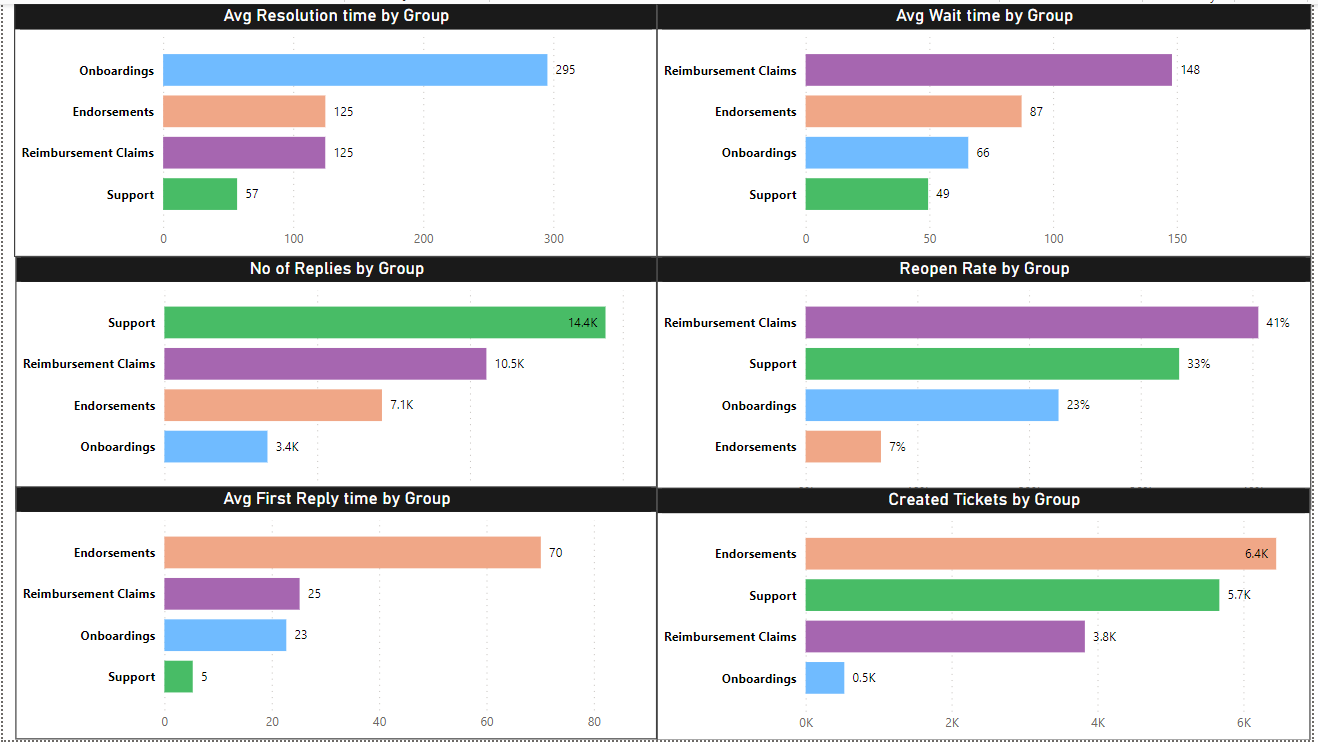 Avg Resolution time by Group
Onboardings 295
Endorsements 125
Reimbursement Claims 125
Support 57
0 100 200 300
Avg Wait time by Group
Reimbursement Claims 148
Endorsements 87
Onboardings 66
Support 49
0 50 100 150
No of Replies by Group
Support 14.4K
Reimbursement Claims 10.5K
Endorsements 7.1K
Onboardings 3.4K
Reopen Rate by Group
Reimbursement Claims 41%
Support 33%
Onboardings 23%
Endorsements 7%
Avg First Reply time by Group
Endorsements 70
Reimbursement Claims 25
Onboardings 23
Support 5
0 20 40 60 80
Created Tickets by Group
Endorsements 6.4K
Support 5.7K
Reimbursement Claims 3.8K
Onboardings 0.5K
0K 2K 4K 6K